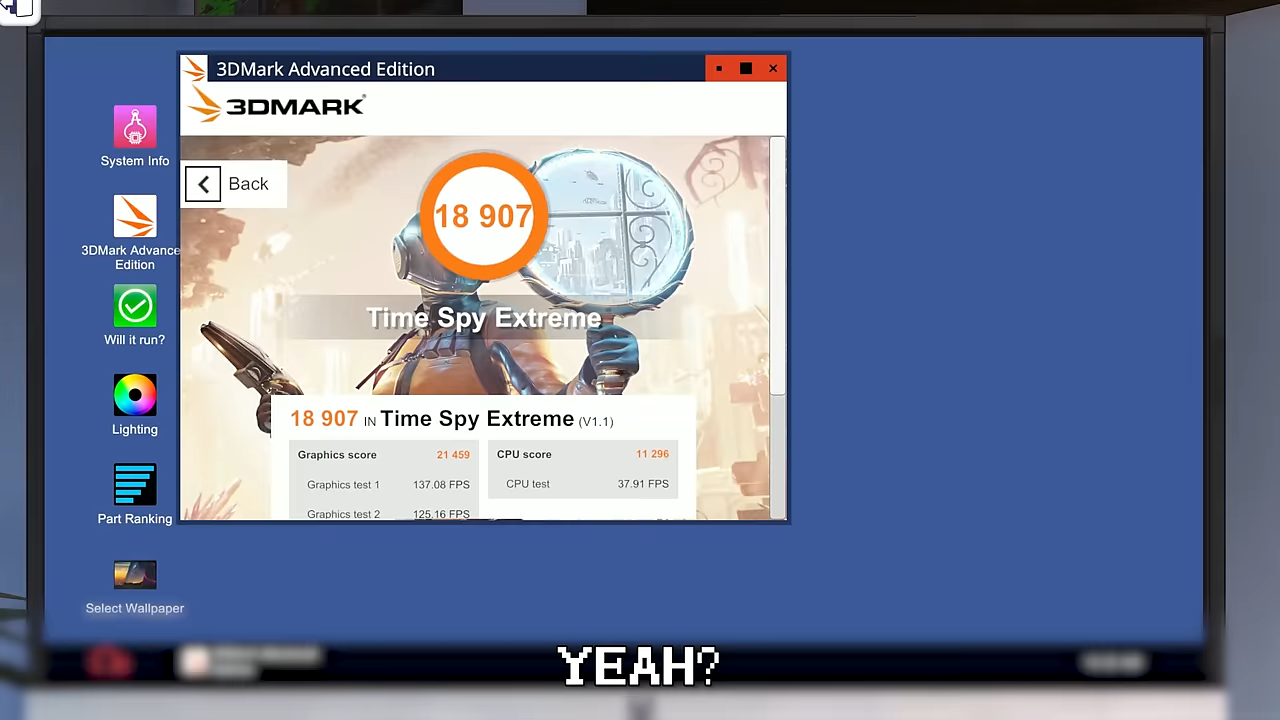 3DMark Advanced Edition
3DMARK
Back
18 907
Time Spy Extreme
18 907 IN Time Spy Extreme (V1.1)
Graphics score 21 459
Graphics test 1 137.08 FPS
Graphics test 2 125.16 FPS
CPU score 11 296
CPU test 37.91 FPS
System Info
3DMark Advance
Edition
Will it run?
Lighting
Part Ranking
Select Wallpaper
YEAH?